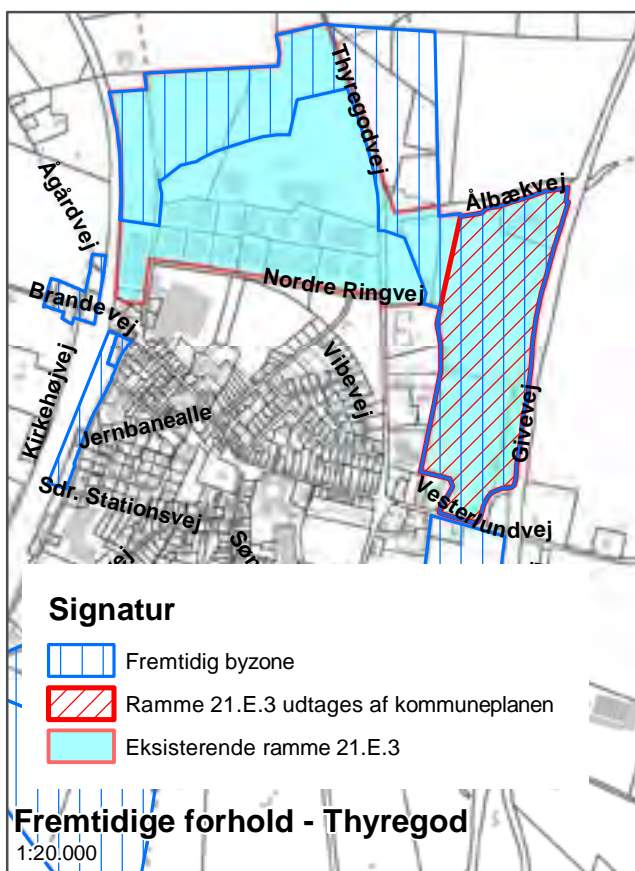 Thyregodvej
Ålbækvej
Ågårdvej
Nordre Ringvej
Brandevej
Vibevej
Kirkehøjvej
Jernbanealle
Givevej
Sdr. Stationsvej
Vesterlundvej
Søn
Signatur
Fremtidig byzone
Ramme 21.E.3 udtages af kommuneplanen
Eksisterende ramme 21.E.3
Fremtidige forhold - Thyregod
1:20.000